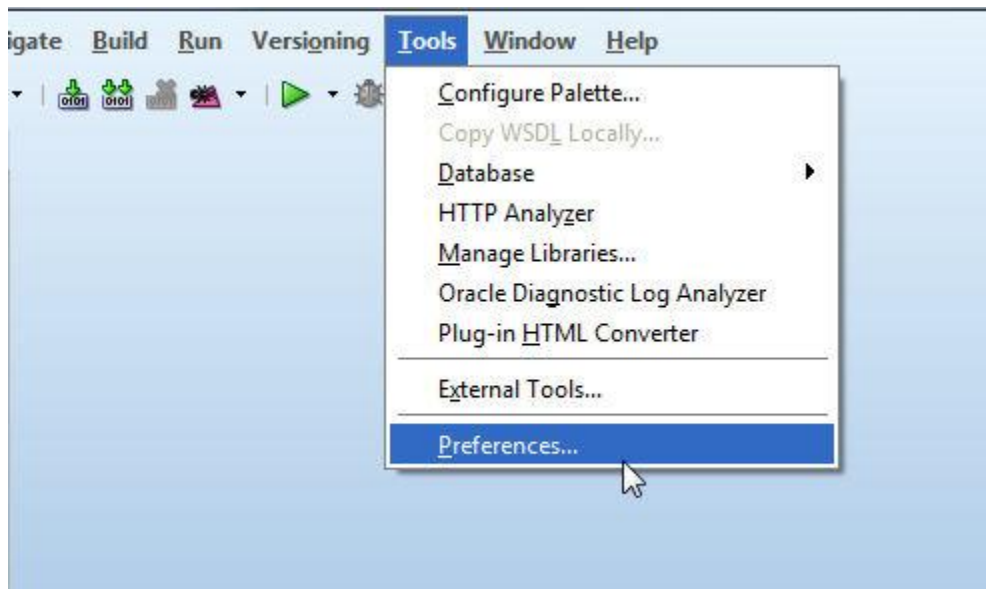 igate Build Run Versioning Tools Window Help
Configure Palette...
Copy WSDL Locally...
Database
HTTP Analyzer
Manage Libraries...
Oracle Diagnostic Log Analyzer
Plug-in HTML Converter
External Tools...
Preferences...